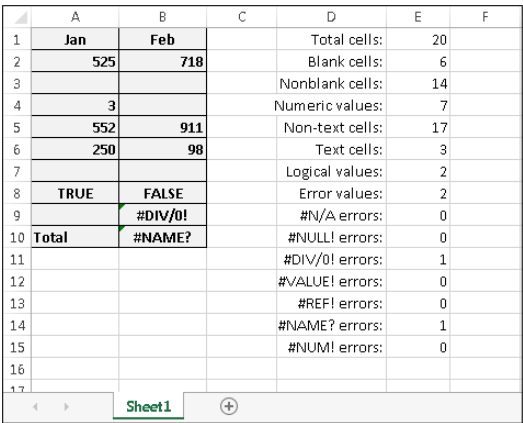 A B C D E F
1 Jan Feb Total cells: 20
2 525 718 Blank cells: 6
3 Nonblank cells: 14
4 3 Numeric values: 7
5 552 911 Non-text cells: 17
6 250 98 Text cells: 3
7 Logical values: 2
8 TRUE FALSE Error values: 2
9 #DIV/0! #N/A errors: 0
10 Total #NAME? #NULL! errors: 0
11 #DIV/0! errors: 1
12 #VALUE! errors: 0
13 #REF! errors: 0
14 #NAME? errors: 1
15 #NUM! errors: 0
16
17
Sheet1